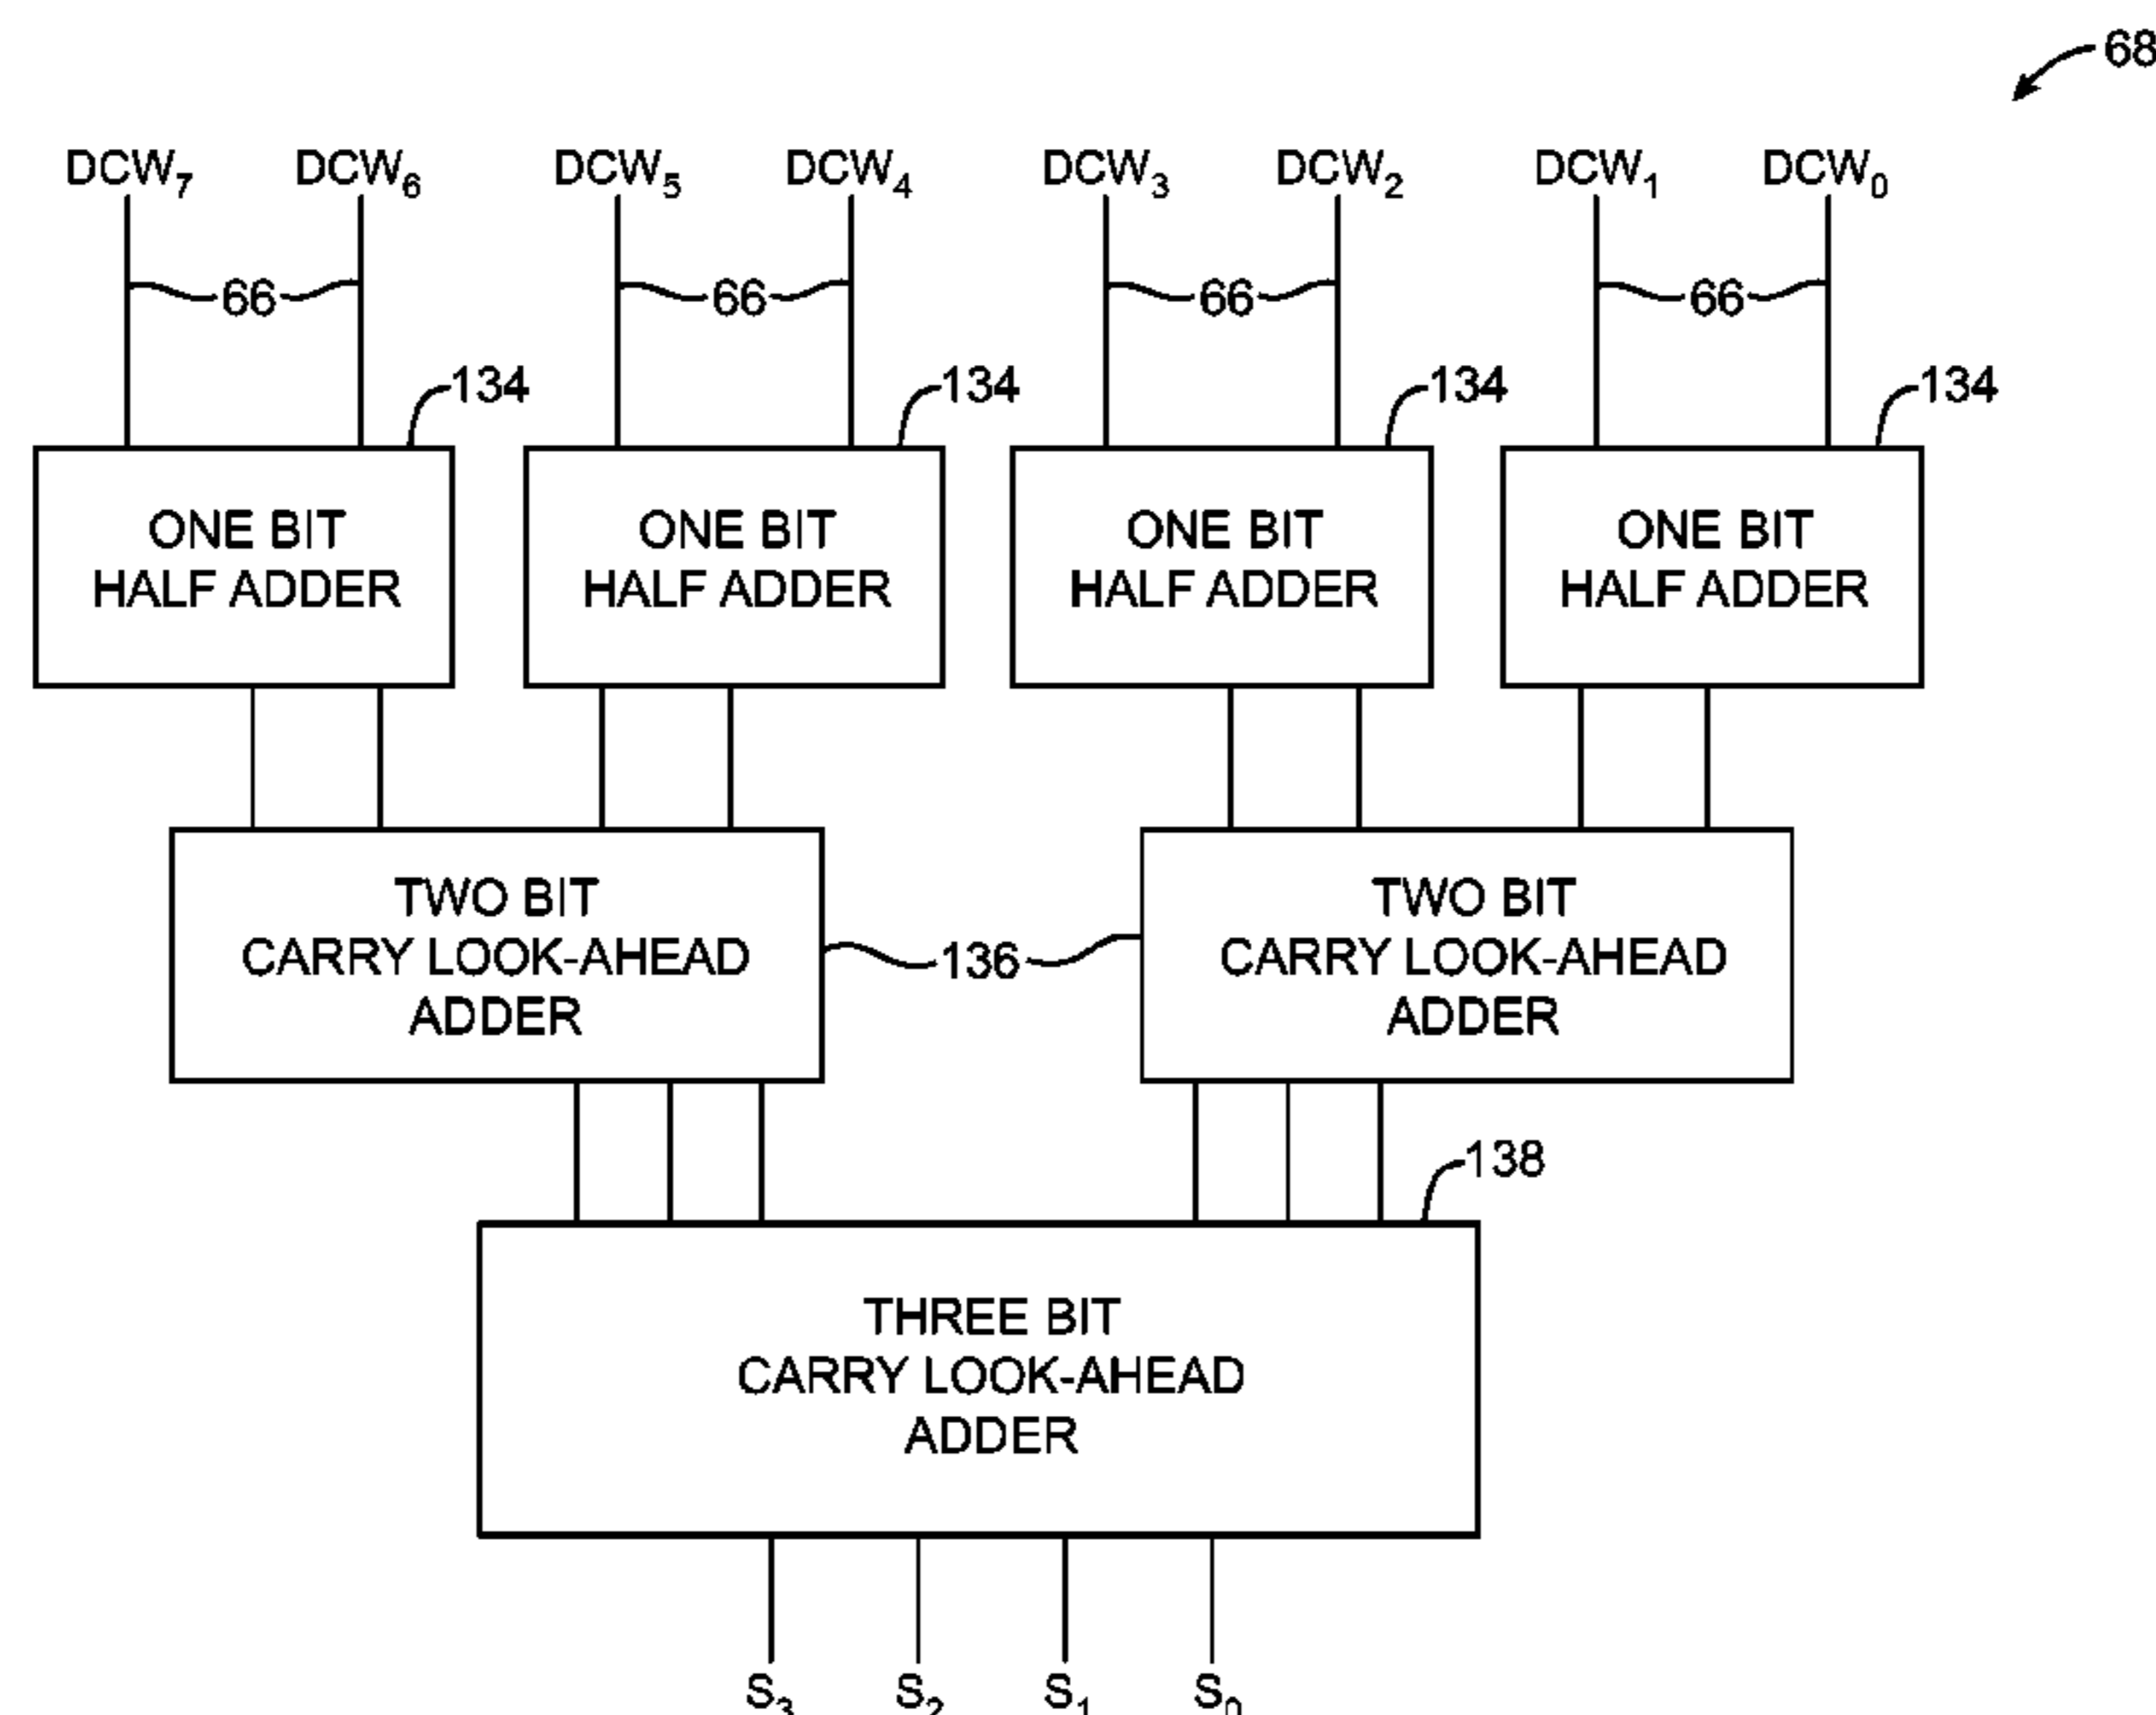 68
DCW₇ DCW₆ DCW₅ DCW₄ DCW₃ DCW₂ DCW₁ DCW₀
66 66 66 66
134 134 134 134
ONE BIT
HALF ADDER
ONE BIT
HALF ADDER
ONE BIT
HALF ADDER
ONE BIT
HALF ADDER
TWO BIT
CARRY LOOK-AHEAD
ADDER
136
TWO BIT
CARRY LOOK-AHEAD
ADDER
138
THREE BIT
CARRY LOOK-AHEAD
ADDER
S₃ S₂ S₁ S₀